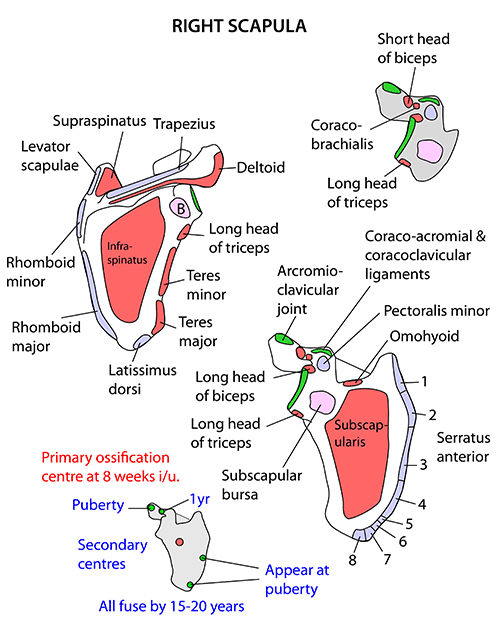 RIGHT SCAPULA
Short head
of biceps
Supraspinatus
Trapezius
Levator
scapulae
Deltoid
Coraco-
brachialis
B
Long head
of triceps
Long head
of triceps
Infra-
spinatus
Coraco-acromial &
coracoclavicular
ligaments
Rhomboid
minor
Teres
minor
Arcromio-
clavicular
joint
Pectoralis minor
Rhomboid
major
Teres
major
Omohyoid
Latissimus
dorsi
Long head
of biceps
1
2
Long head
of triceps
Subscap-
ularis
Serratus
anterior
3
Primary ossification
centre at 8 weeks i/u.
Subscapular
bursa
4
5
6
7
8
Puberty
1yr
Secondary
centres
Appear at
puberty
All fuse by 15-20 years